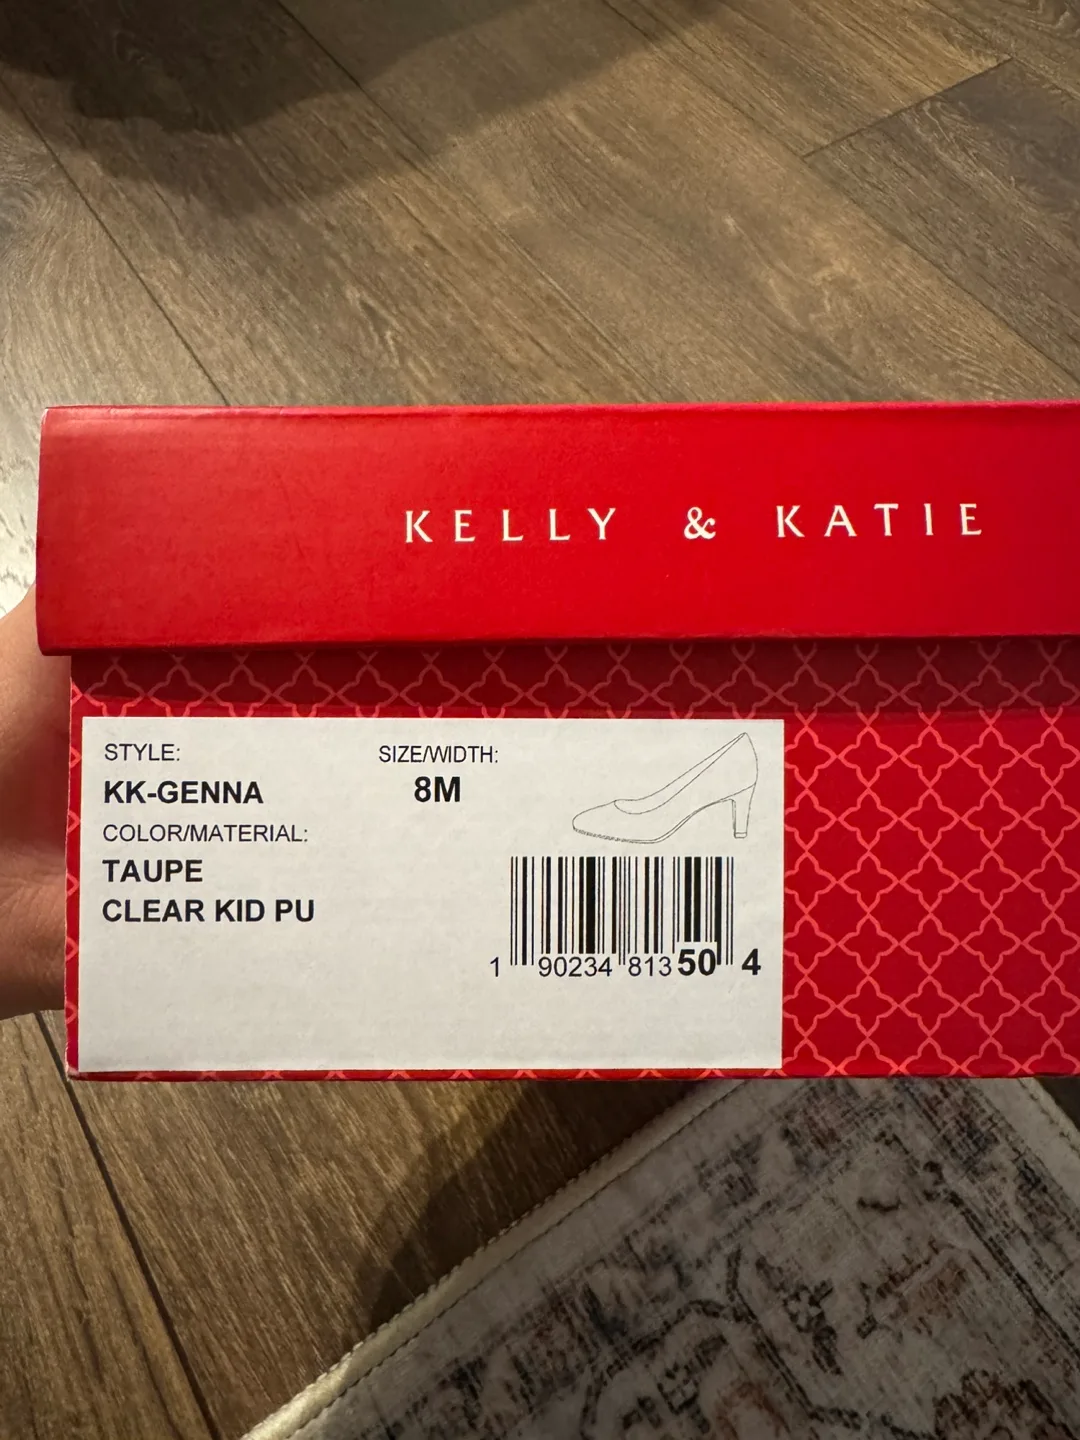 KELLY & KATIE
STYLE:
KK-GENNA
SIZE/WIDTH:
8M
COLOR/MATERIAL:
TAUPE
CLEAR KID PU
1 90234 81350 4